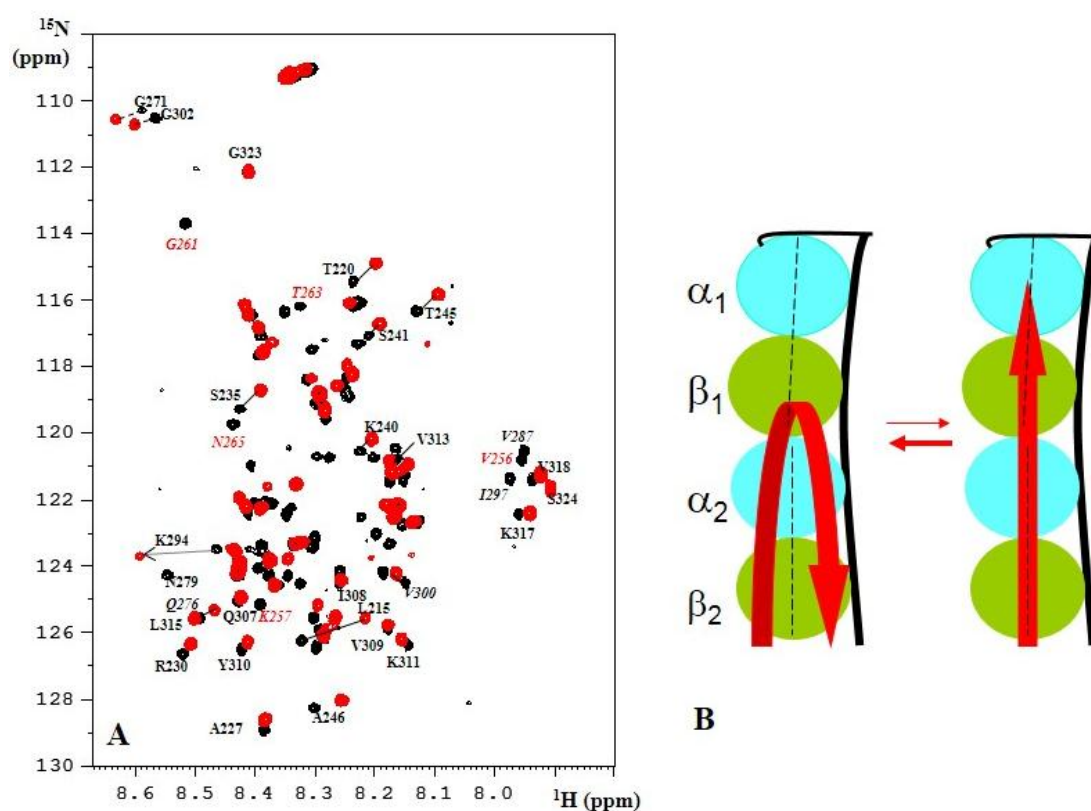 15N
(ppm)
110
112
114
116
118
120
122
124
126
128
130
8.6
8.5
8.4
8.3
8.2
8.1
8.0
1H (ppm)
G271
G302
G323
G261
T220
T263
T245
S241
S235
K240
N265
V313
V287
V256
V318
I297
S324
K317
K294
N279
I308
V300
Q276
Q307
K257
L215
L315
V309
R230
Y310
K311
A246
A227
A
α1
β1
α2
β2
B